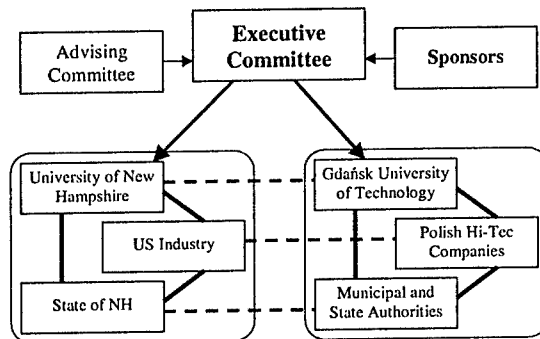 Advising
Committee
Executive
Committee
Sponsors
University of New
Hampshire
US Industry
State of NH
Gdańsk University
of Technology
Polish Hi-Tec
Companies
Municipal and
State Authorities